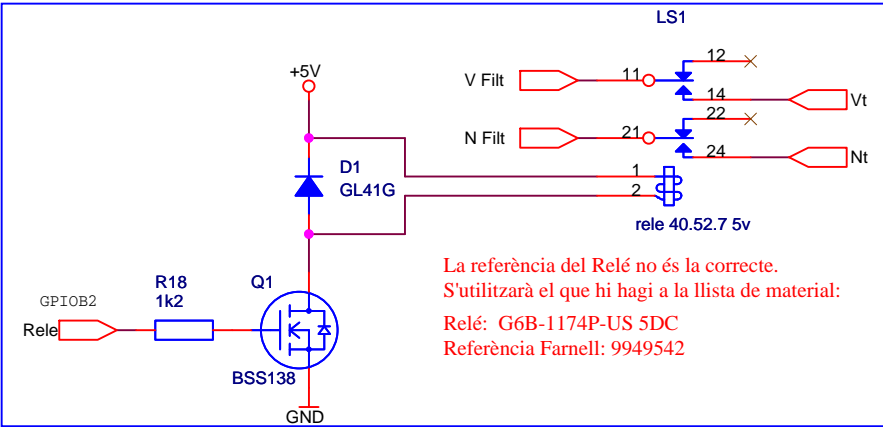 LS1
12
+5V
V Filt
11
14
Vt
22
N Filt
21
24
Nt
D1
GL41G
1
2
rele 40.52.7 5v
La referència del Relé no és la correcte.
S'utilitzarà el que hi hagi a la llista de material:
Relé: G6B-1174P-US 5DC
Referència Farnell: 9949542
R18
1k2
Q1
GPIOB2
Rele
BSS138
GND